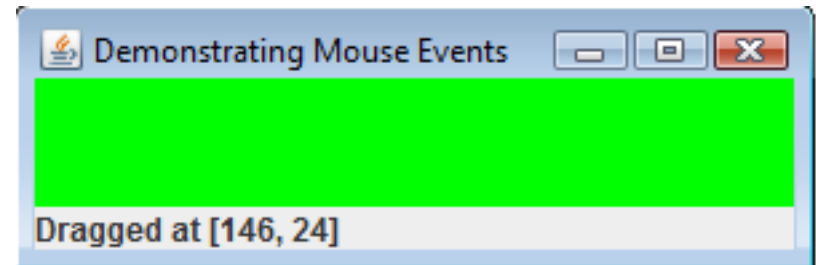 Demonstrating Mouse Events
Dragged at [146, 24]